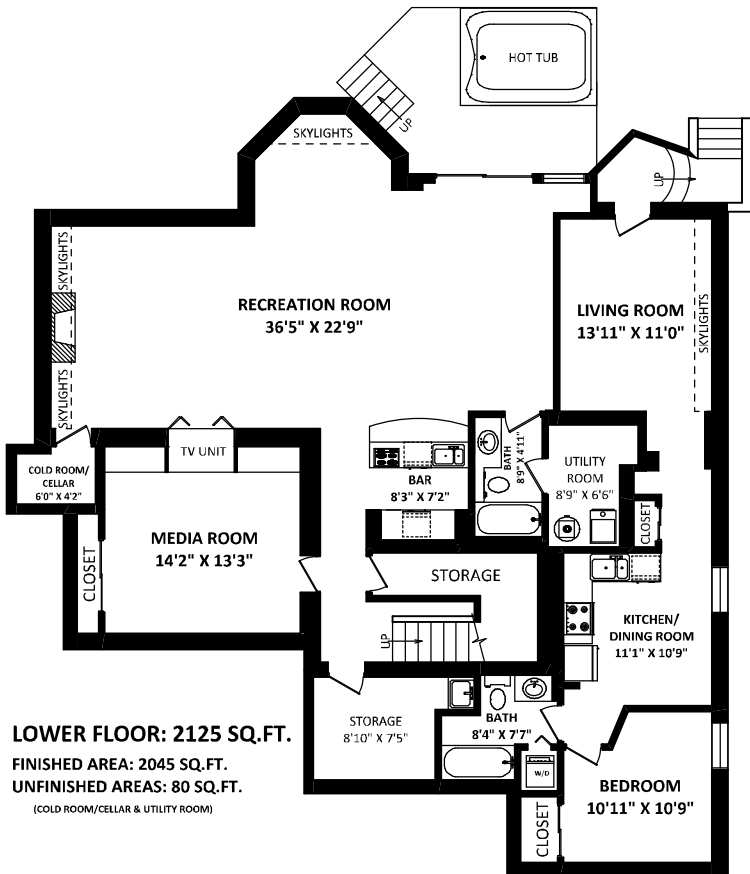 HOT TUB
UP
SKYLIGHTS
UP
SKYLIGHTS
RECREATION ROOM
36'5" X 22'9"
LIVING ROOM
13'11" X 11'0"
SKYLIGHTS
SKYLIGHTS
TV UNIT
COLD ROOM/
CELLAR
6'0" X 4'2"
BAR
8'3" X 7'2"
BATH
8'9" X 4'11"
UTILITY
ROOM
8'9" X 6'6"
MEDIA ROOM
14'2" X 13'3"
CLOSET
CLOSET
STORAGE
UP
KITCHEN/
DINING ROOM
11'1" X 10'9"
STORAGE
8'10" X 7'5"
BATH
8'4" X 7'7"
W/D
BEDROOM
10'11" X 10'9"
CLOSET
LOWER FLOOR: 2125 SQ.FT.
FINISHED AREA: 2045 SQ.FT.
UNFINISHED AREAS: 80 SQ.FT.
(COLD ROOM/CELLAR & UTILITY ROOM)